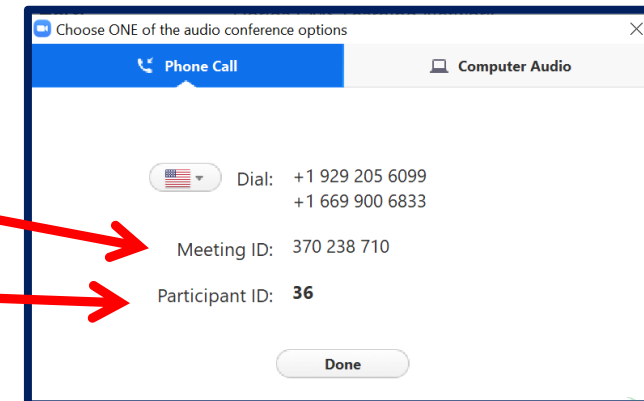 Choose ONE of the audio conference options
Phone Call
Computer Audio
Dial: +1 929 205 6099
+1 669 900 6833
Meeting ID: 370 238 710
Participant ID: 36
Done